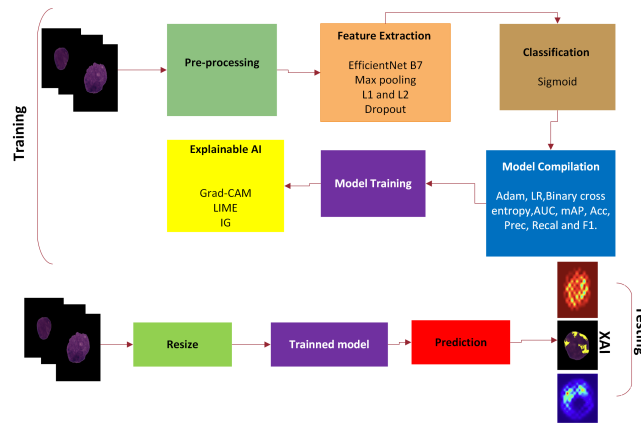 Training
Pre-processing
Feature Extraction
EfficientNet B7
Max pooling
L1 and L2
Dropout
Classification
Sigmoid
Explainable AI
Grad-CAM
LIME
IG
Model Training
Model Compilation
Adam, LR,Binary cross
entropy,AUC, mAP, Acc,
Prec, Recal and F1.
Resize
Trainned model
Prediction
XAI
Testing